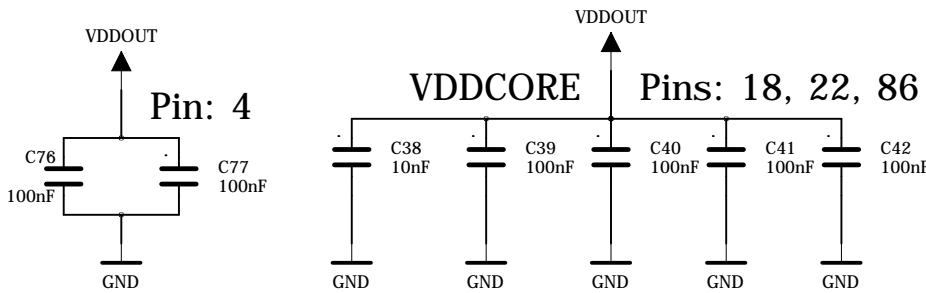 VDDOUT
Pin: 4
C76
100nF
C77
100nF
GND
VDDOUT
VDDCORE Pins: 18, 22, 86
C38
10nF
C39
100nF
C40
100nF
C41
100nF
C42
100nF
GND
GND
GND
GND
GND